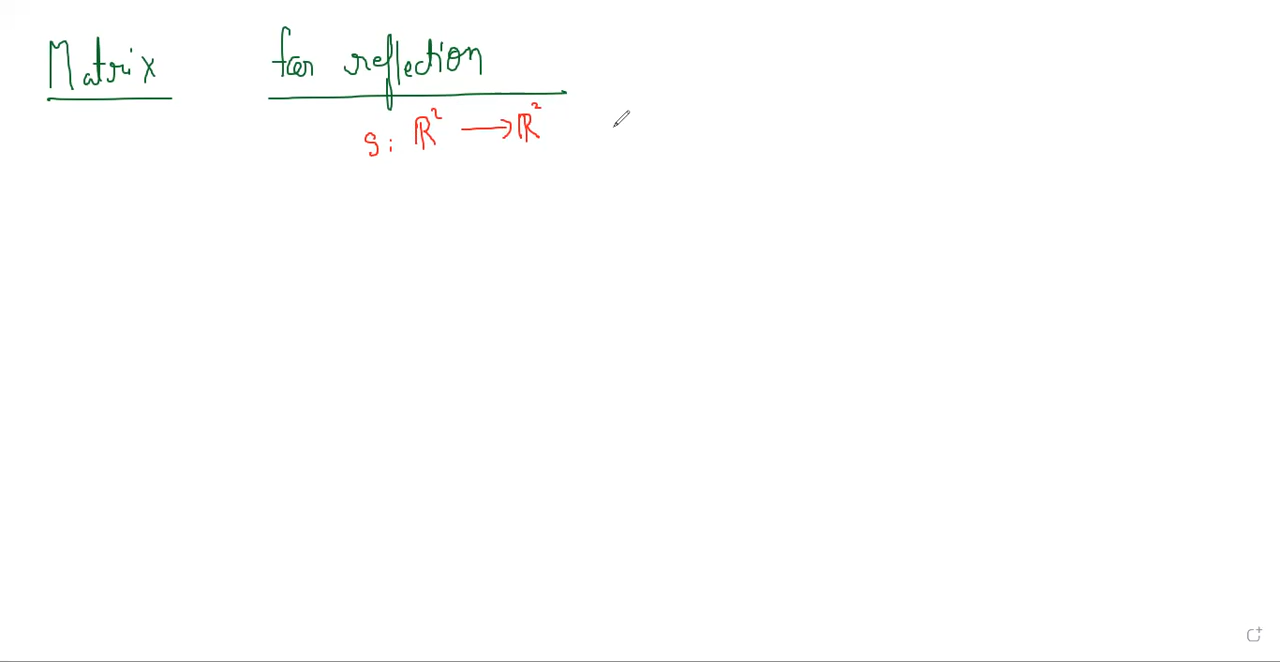 Matrix for reflection
S: ℝ² ⟶ ℝ²